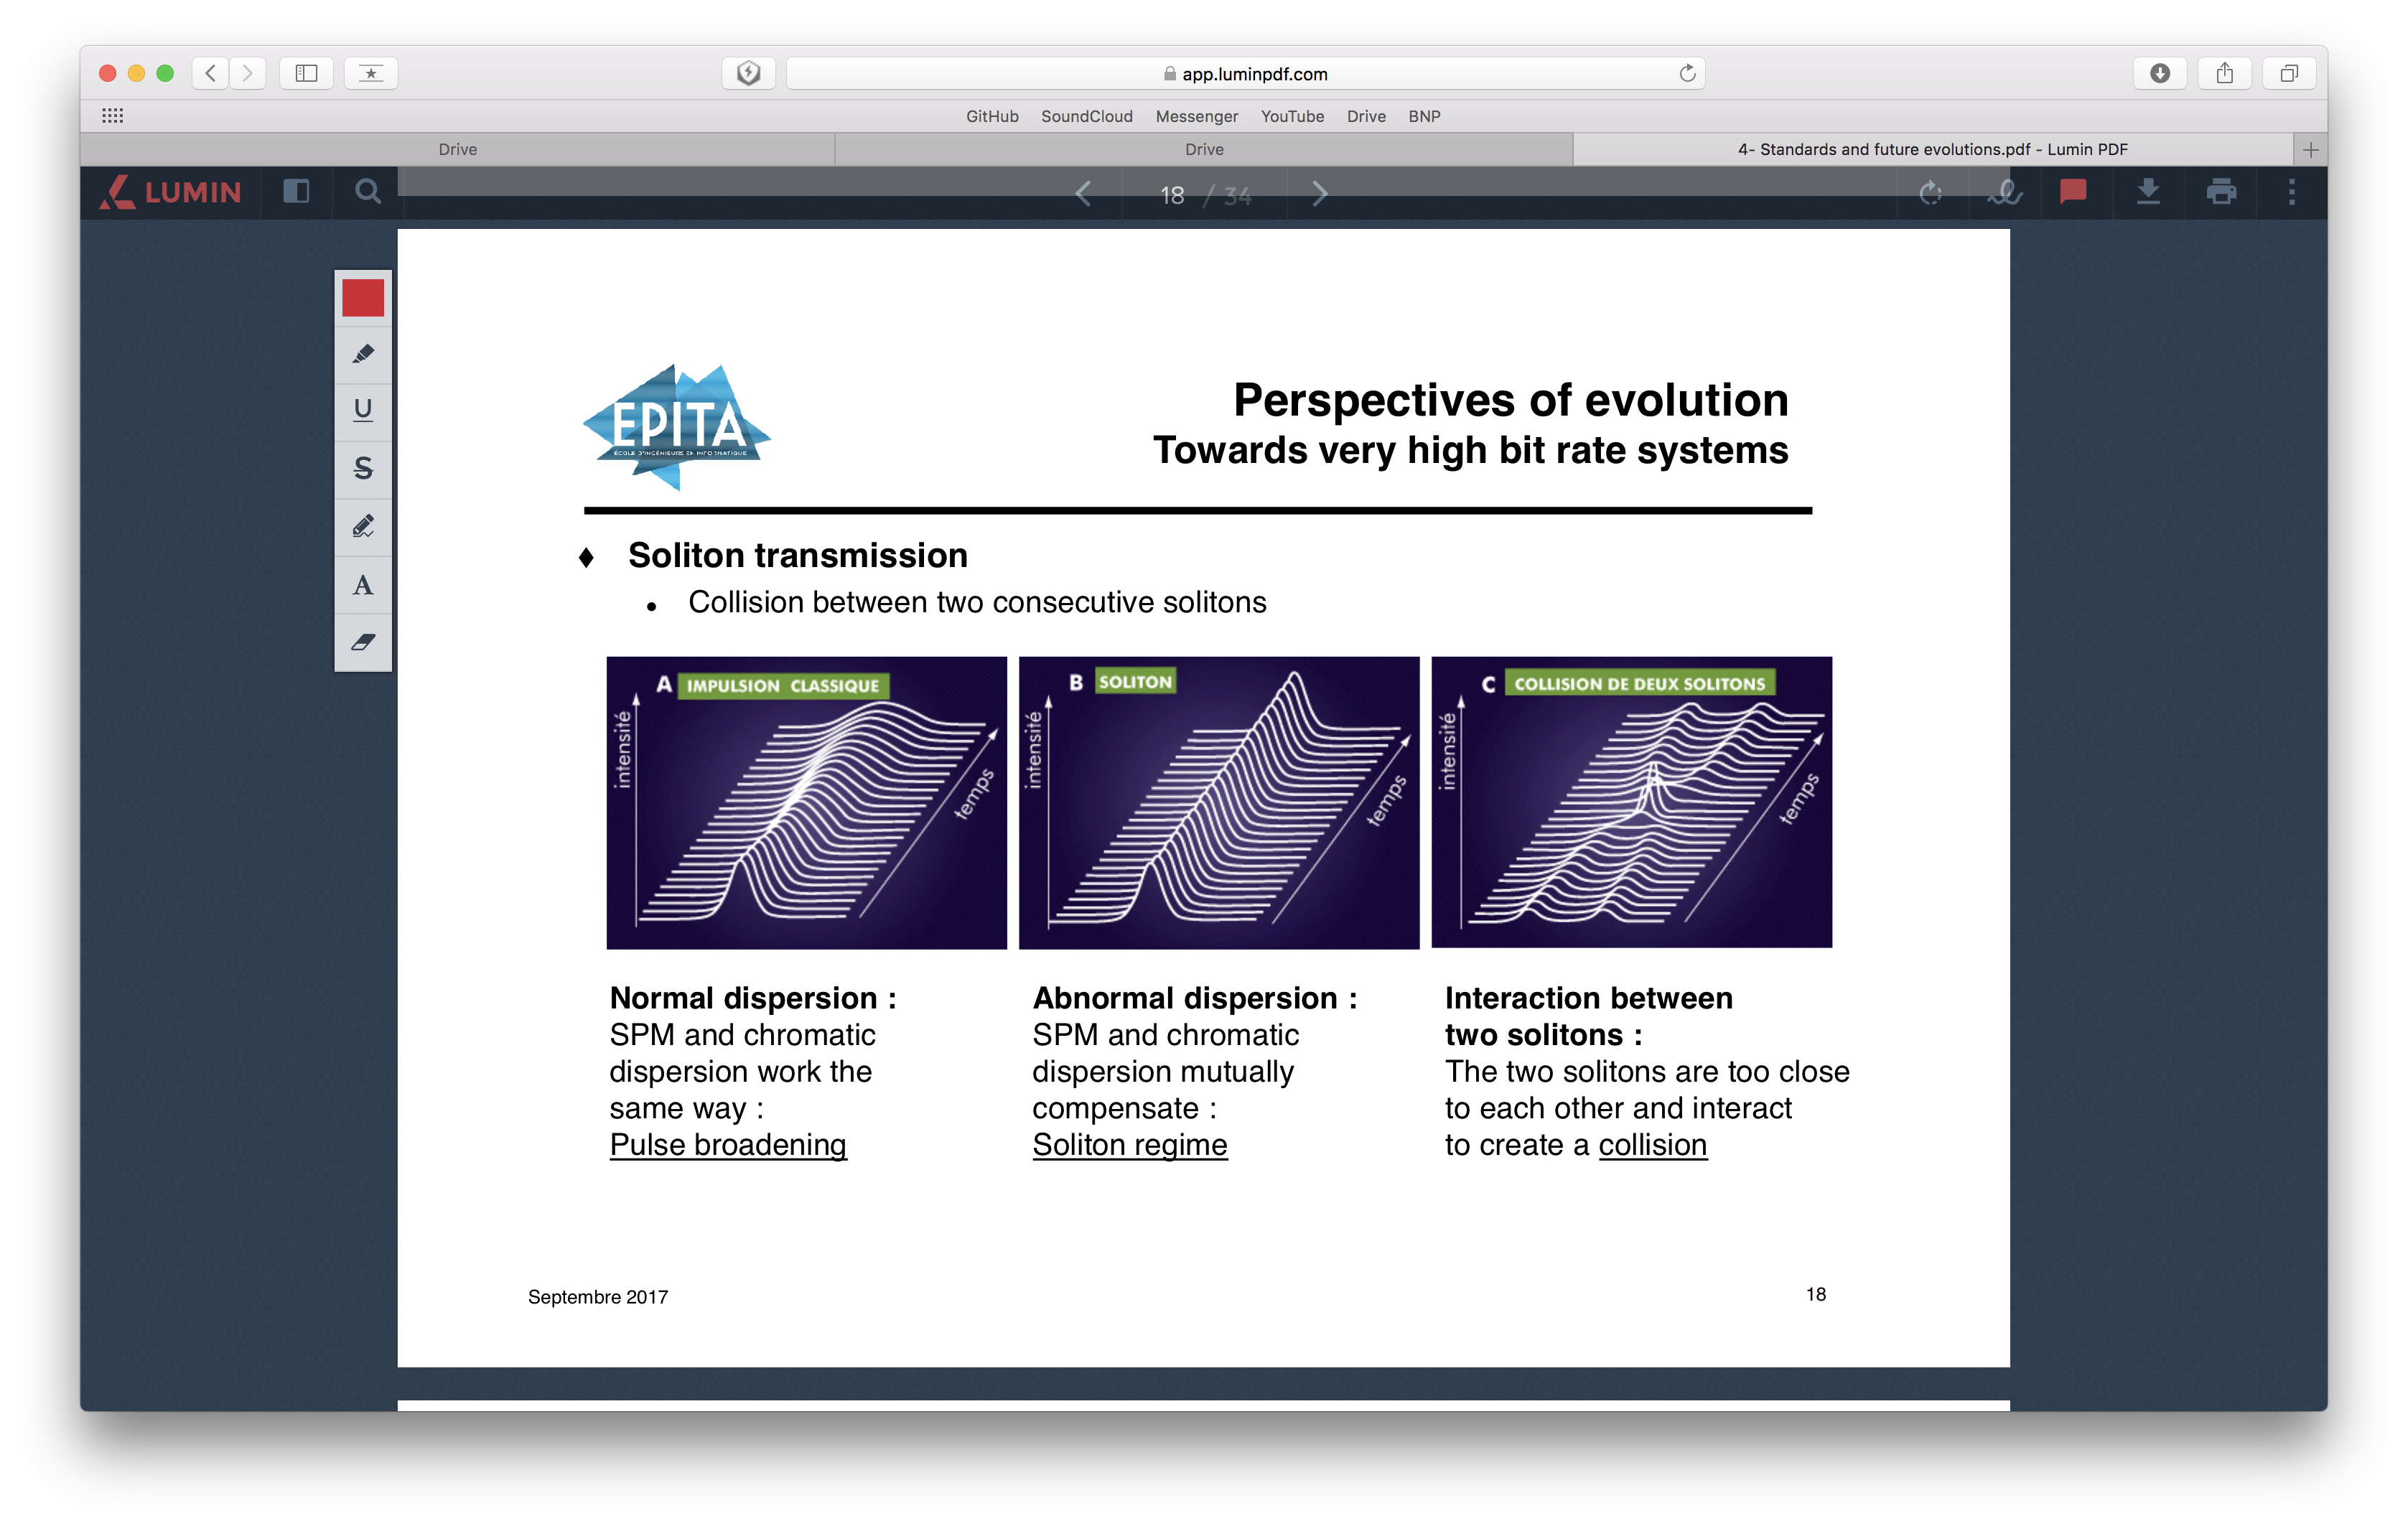 app.luminpdf.com
GitHub SoundCloud Messenger YouTube Drive BNP
Drive
Drive
4- Standards and future evolutions.pdf - Lumin PDF
LUMIN
18 / 34
U
S
A
EPITA
ÉCOLE D'INGÉNIEURS EN INFORMATIQUE
Perspectives of evolution
Towards very high bit rate systems
♦ Soliton transmission
• Collision between two consecutive solitons
A IMPULSION CLASSIQUE
intensité
temps
B SOLITON
intensité
temps
C COLLISION DE DEUX SOLITONS
intensité
temps
Normal dispersion :
SPM and chromatic
dispersion work the
same way :
Pulse broadening
Abnormal dispersion :
SPM and chromatic
dispersion mutually
compensate :
Soliton regime
Interaction between
two solitons :
The two solitons are too close
to each other and interact
to create a collision
Septembre 2017
18